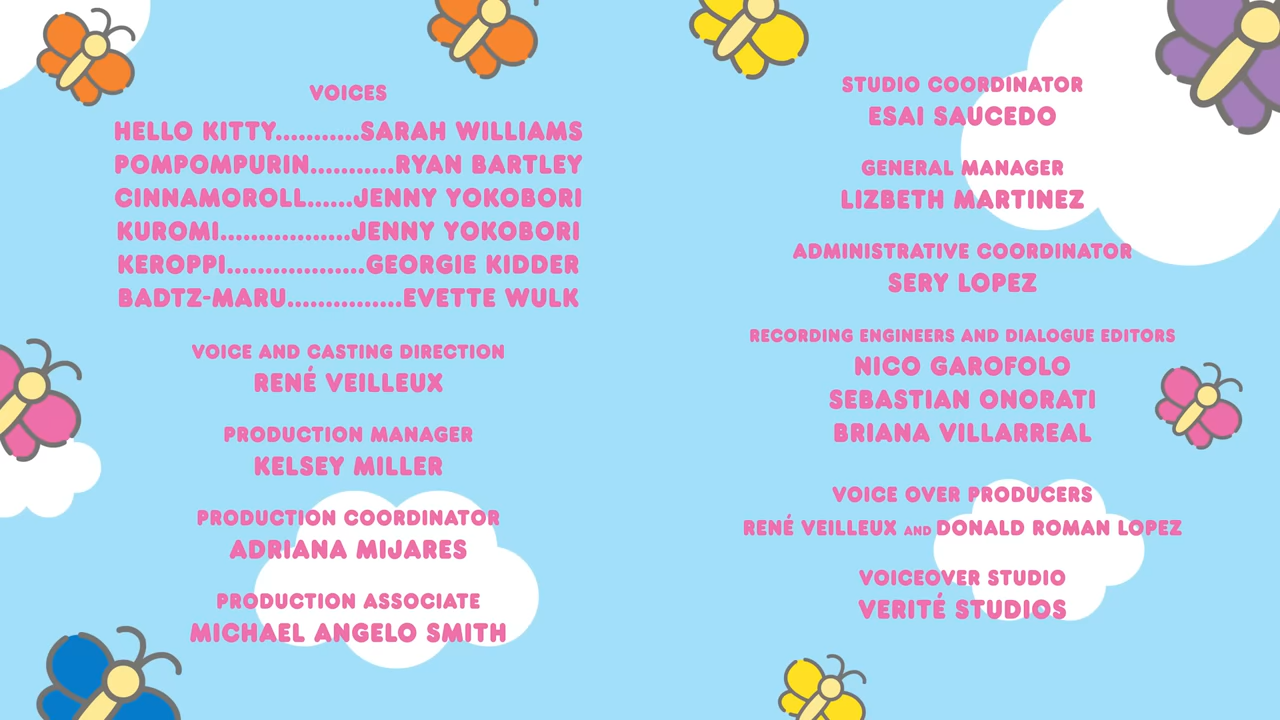 VOICES
HELLO KITTY...........SARAH WILLIAMS
POMPOMPURIN...........RYAN BARTLEY
CINNAMOROLL......JENNY YOKOBORI
KUROMI.................JENNY YOKOBORI
KEROPPI..................GEORGIE KIDDER
BADTZ-MARU...............EVETTE WULK
VOICE AND CASTING DIRECTION
RENÉ VEILLEUX
PRODUCTION MANAGER
KELSEY MILLER
PRODUCTION COORDINATOR
ADRIANA MIJARES
PRODUCTION ASSOCIATE
MICHAEL ANGELO SMITH
STUDIO COORDINATOR
ESAI SAUCEDO
GENERAL MANAGER
LIZBETH MARTINEZ
ADMINISTRATIVE COORDINATOR
SERY LOPEZ
RECORDING ENGINEERS AND DIALOGUE EDITORS
NICO GAROFOLO
SEBASTIAN ONORATI
BRIANA VILLARREAL
VOICE OVER PRODUCERS
RENÉ VEILLEUX AND DONALD ROMAN LOPEZ
VOICEOVER STUDIO
VERITÉ STUDIOS